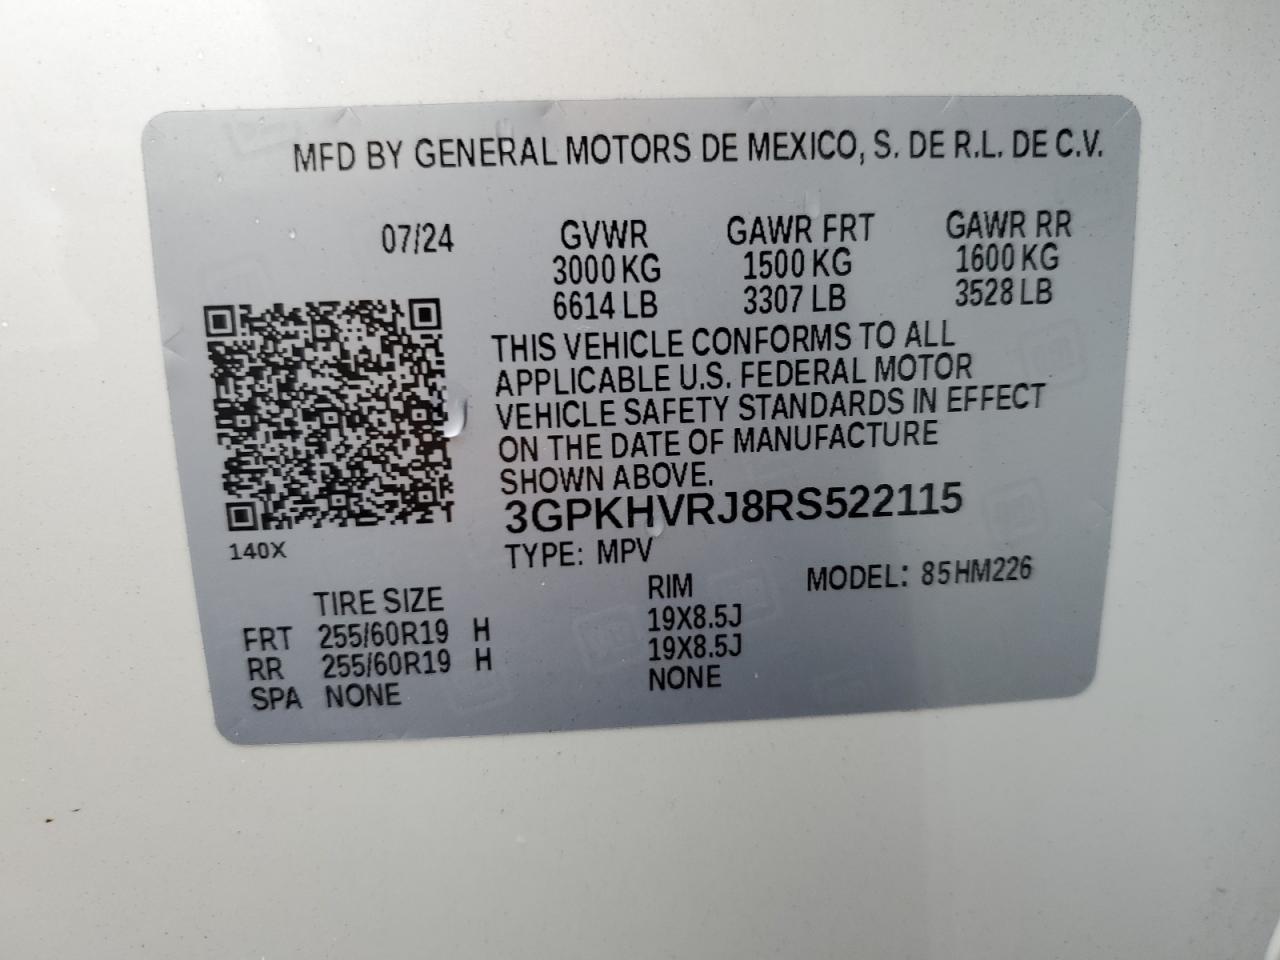 MFD BY GENERAL MOTORS DE MEXICO, S. DE R.L. DE C.V.
07/24 GVWR GAWR FRT GAWR RR
3000 KG 1500 KG 1600 KG
6614 LB 3307 LB 3528 LB
THIS VEHICLE CONFORMS TO ALL
APPLICABLE U.S. FEDERAL MOTOR
VEHICLE SAFETY STANDARDS IN EFFECT
ON THE DATE OF MANUFACTURE
SHOWN ABOVE.
3GPKHVRJ8RS522115
140X
TYPE: MPV
MODEL: 85HM226
TIRE SIZE RIM
FRT 255/60R19 H 19X8.5J
RR 255/60R19 H 19X8.5J
SPA NONE NONE